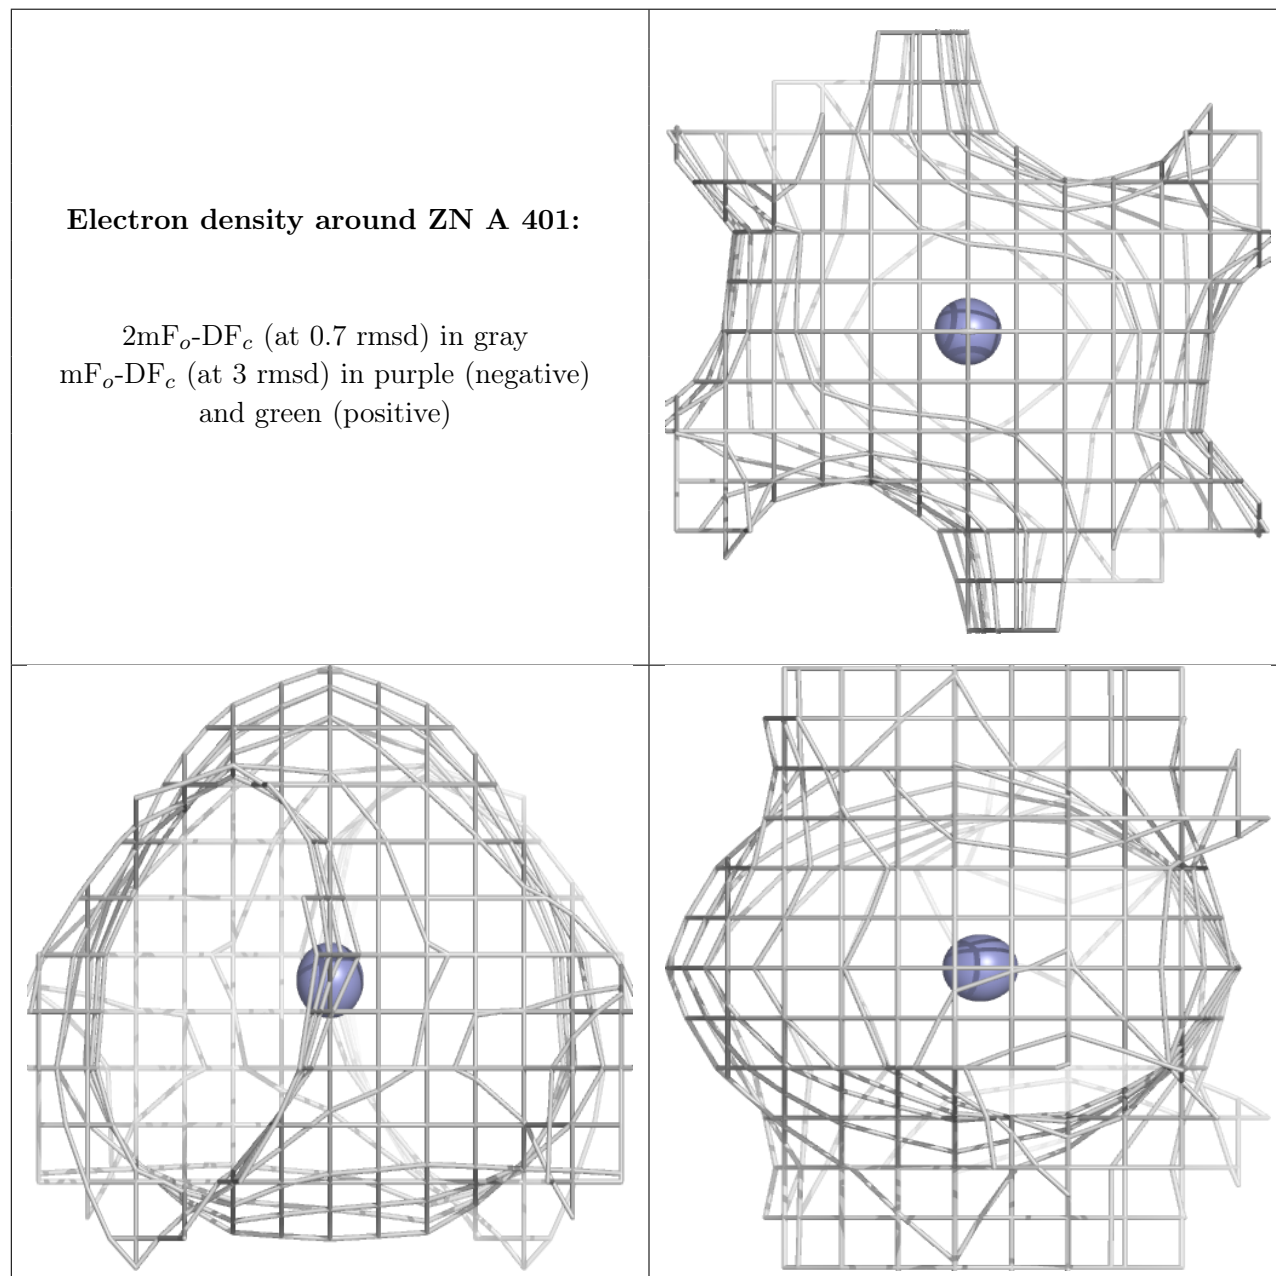 Electron density around ZN A 401:
2mFo-DFc (at 0.7 rmsd) in gray
mFo-DFc (at 3 rmsd) in purple (negative)
and green (positive)